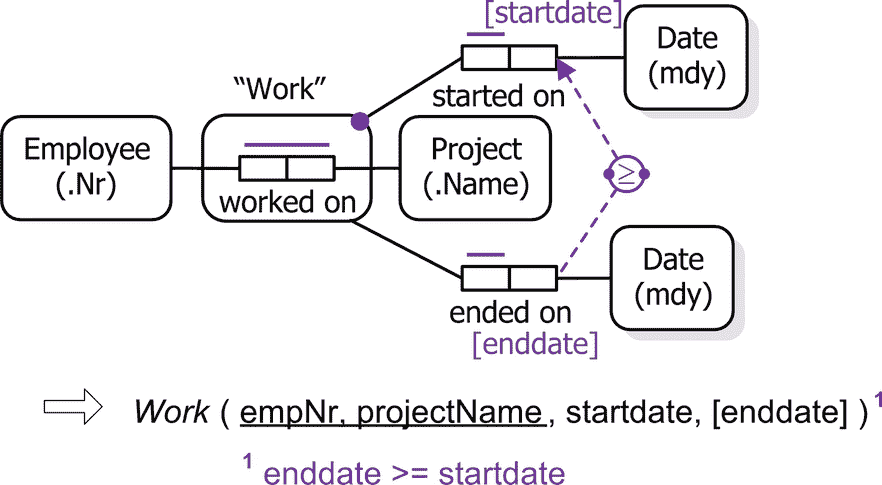 [startdate]
Date
(mdy)
started on
"Work"
Employee
(.Nr)
worked on
Project
(.Name)
≥
Date
(mdy)
ended on
[enddate]
Work ( empNr, projectName, startdate, [enddate] ) 1
1 enddate >= startdate